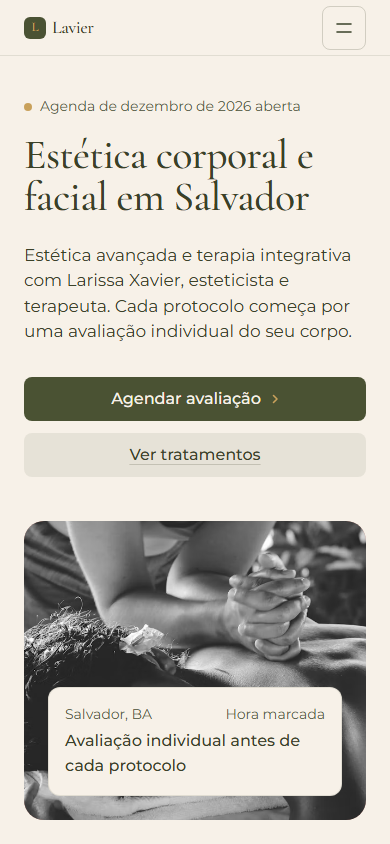 L Lavier
Agenda de dezembro de 2026 aberta
Estética corporal e
facial em Salvador
Estética avançada e terapia integrativa
com Larissa Xavier, esteticista e
terapeuta. Cada protocolo começa por
uma avaliação individual do seu corpo.
Agendar avaliação
Ver tratamentos
Salvador, BA Hora marcada
Avaliação individual antes de
cada protocolo